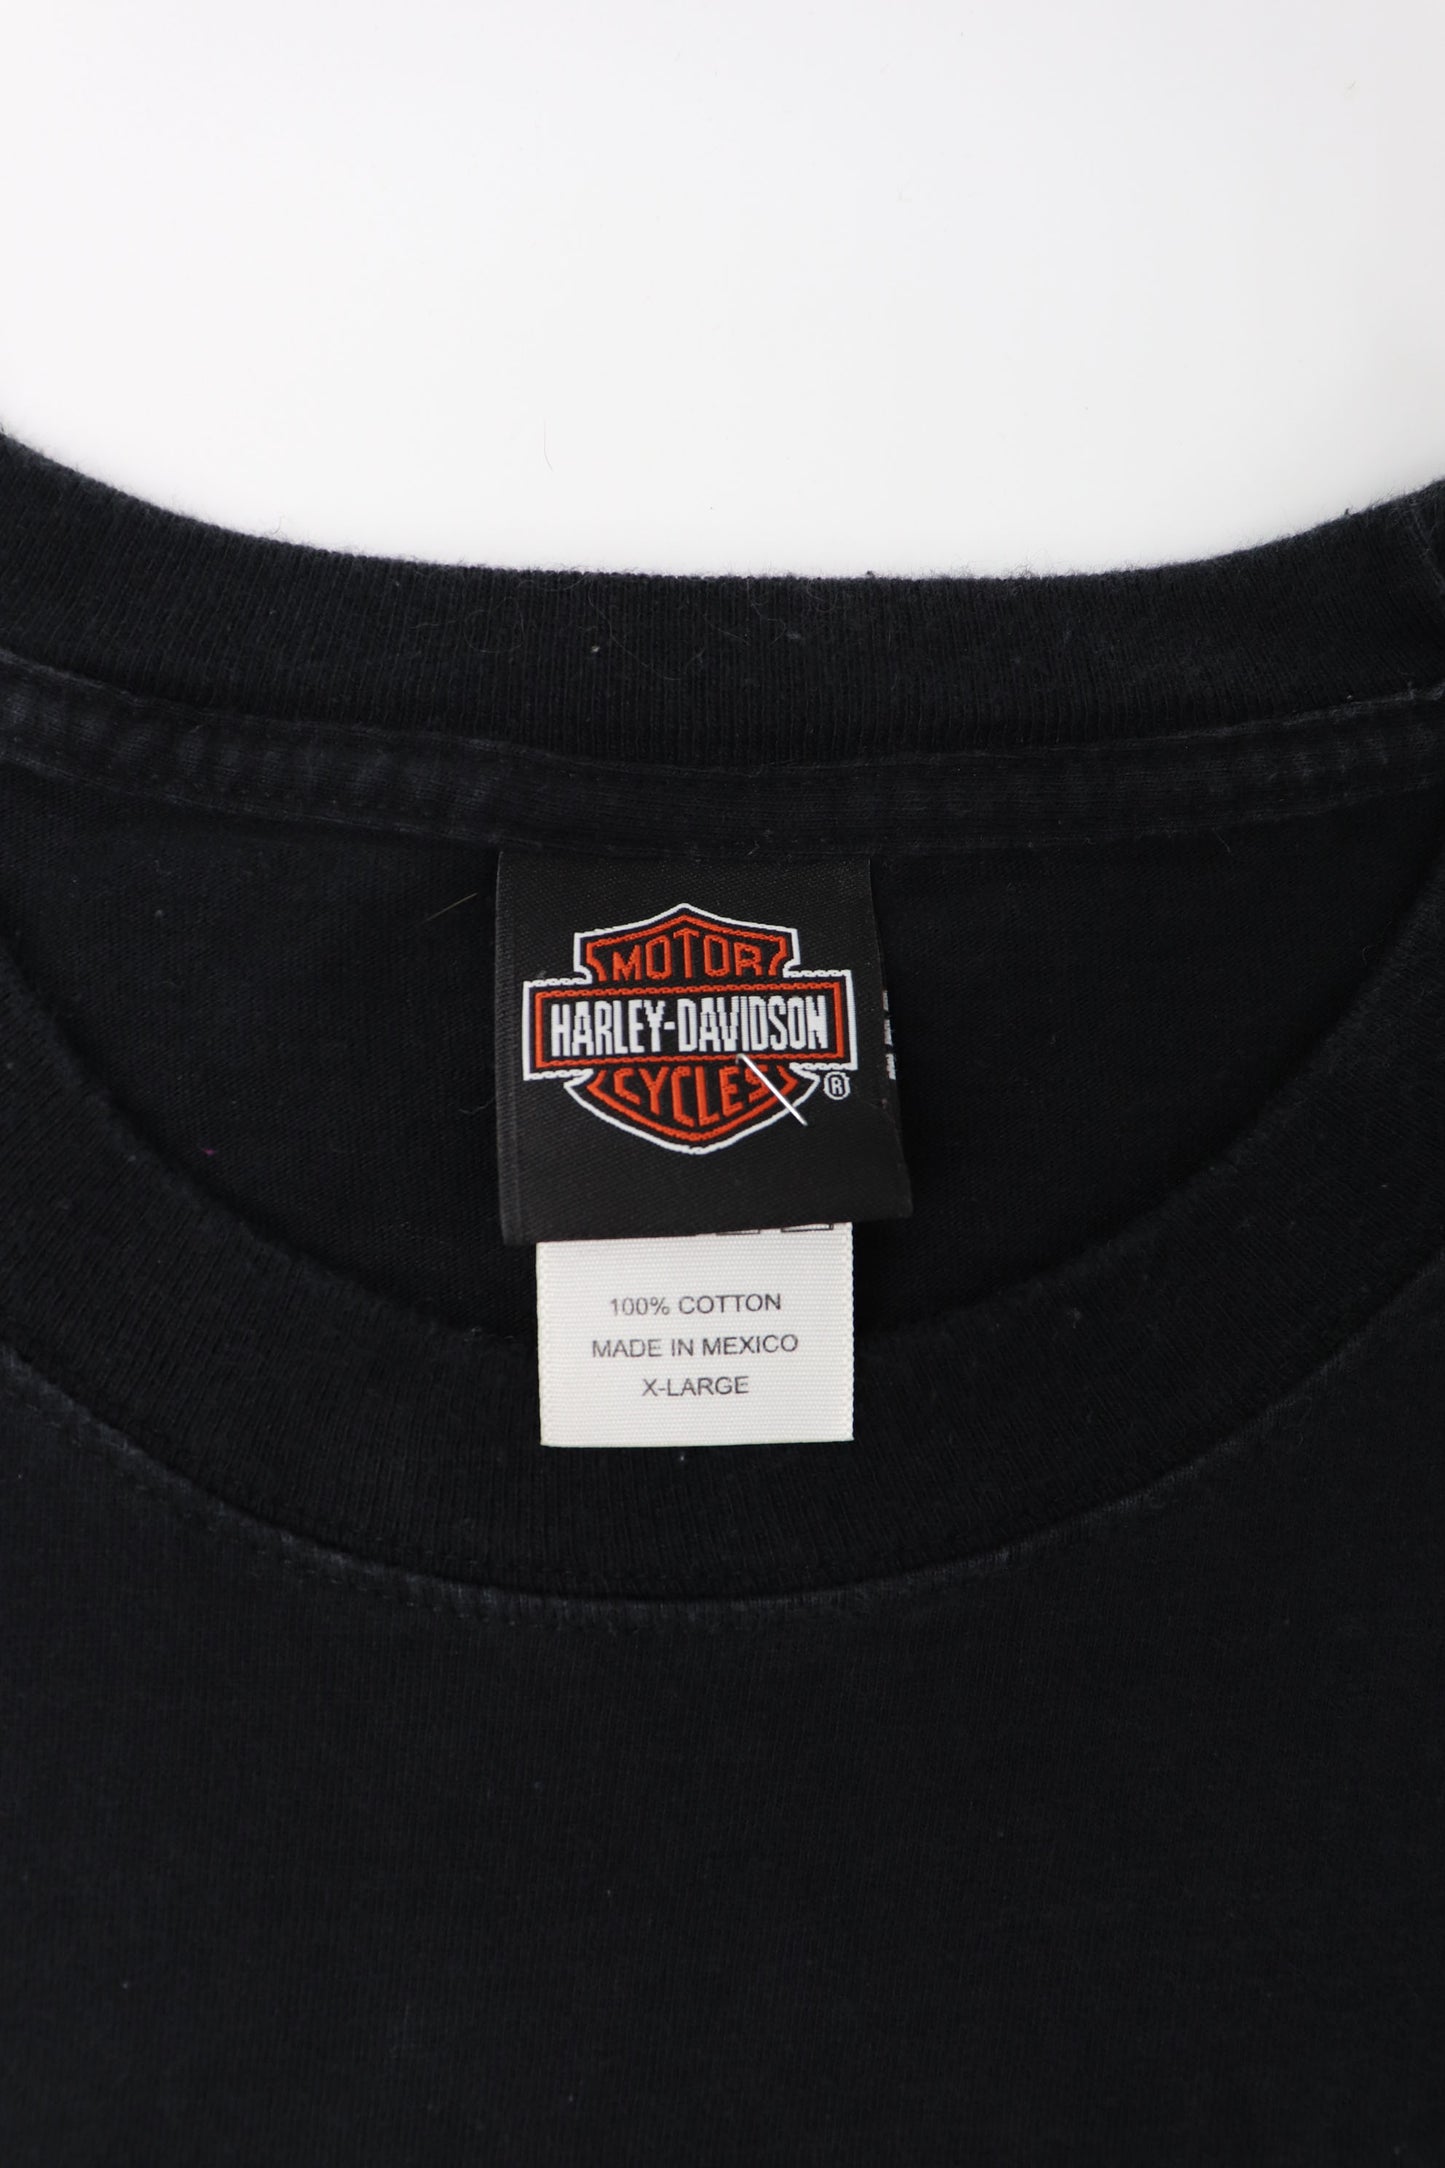 MOTOR
HARLEY-DAVIDSON
CYCLES
®
100% COTTON
MADE IN MEXICO
X-LARGE